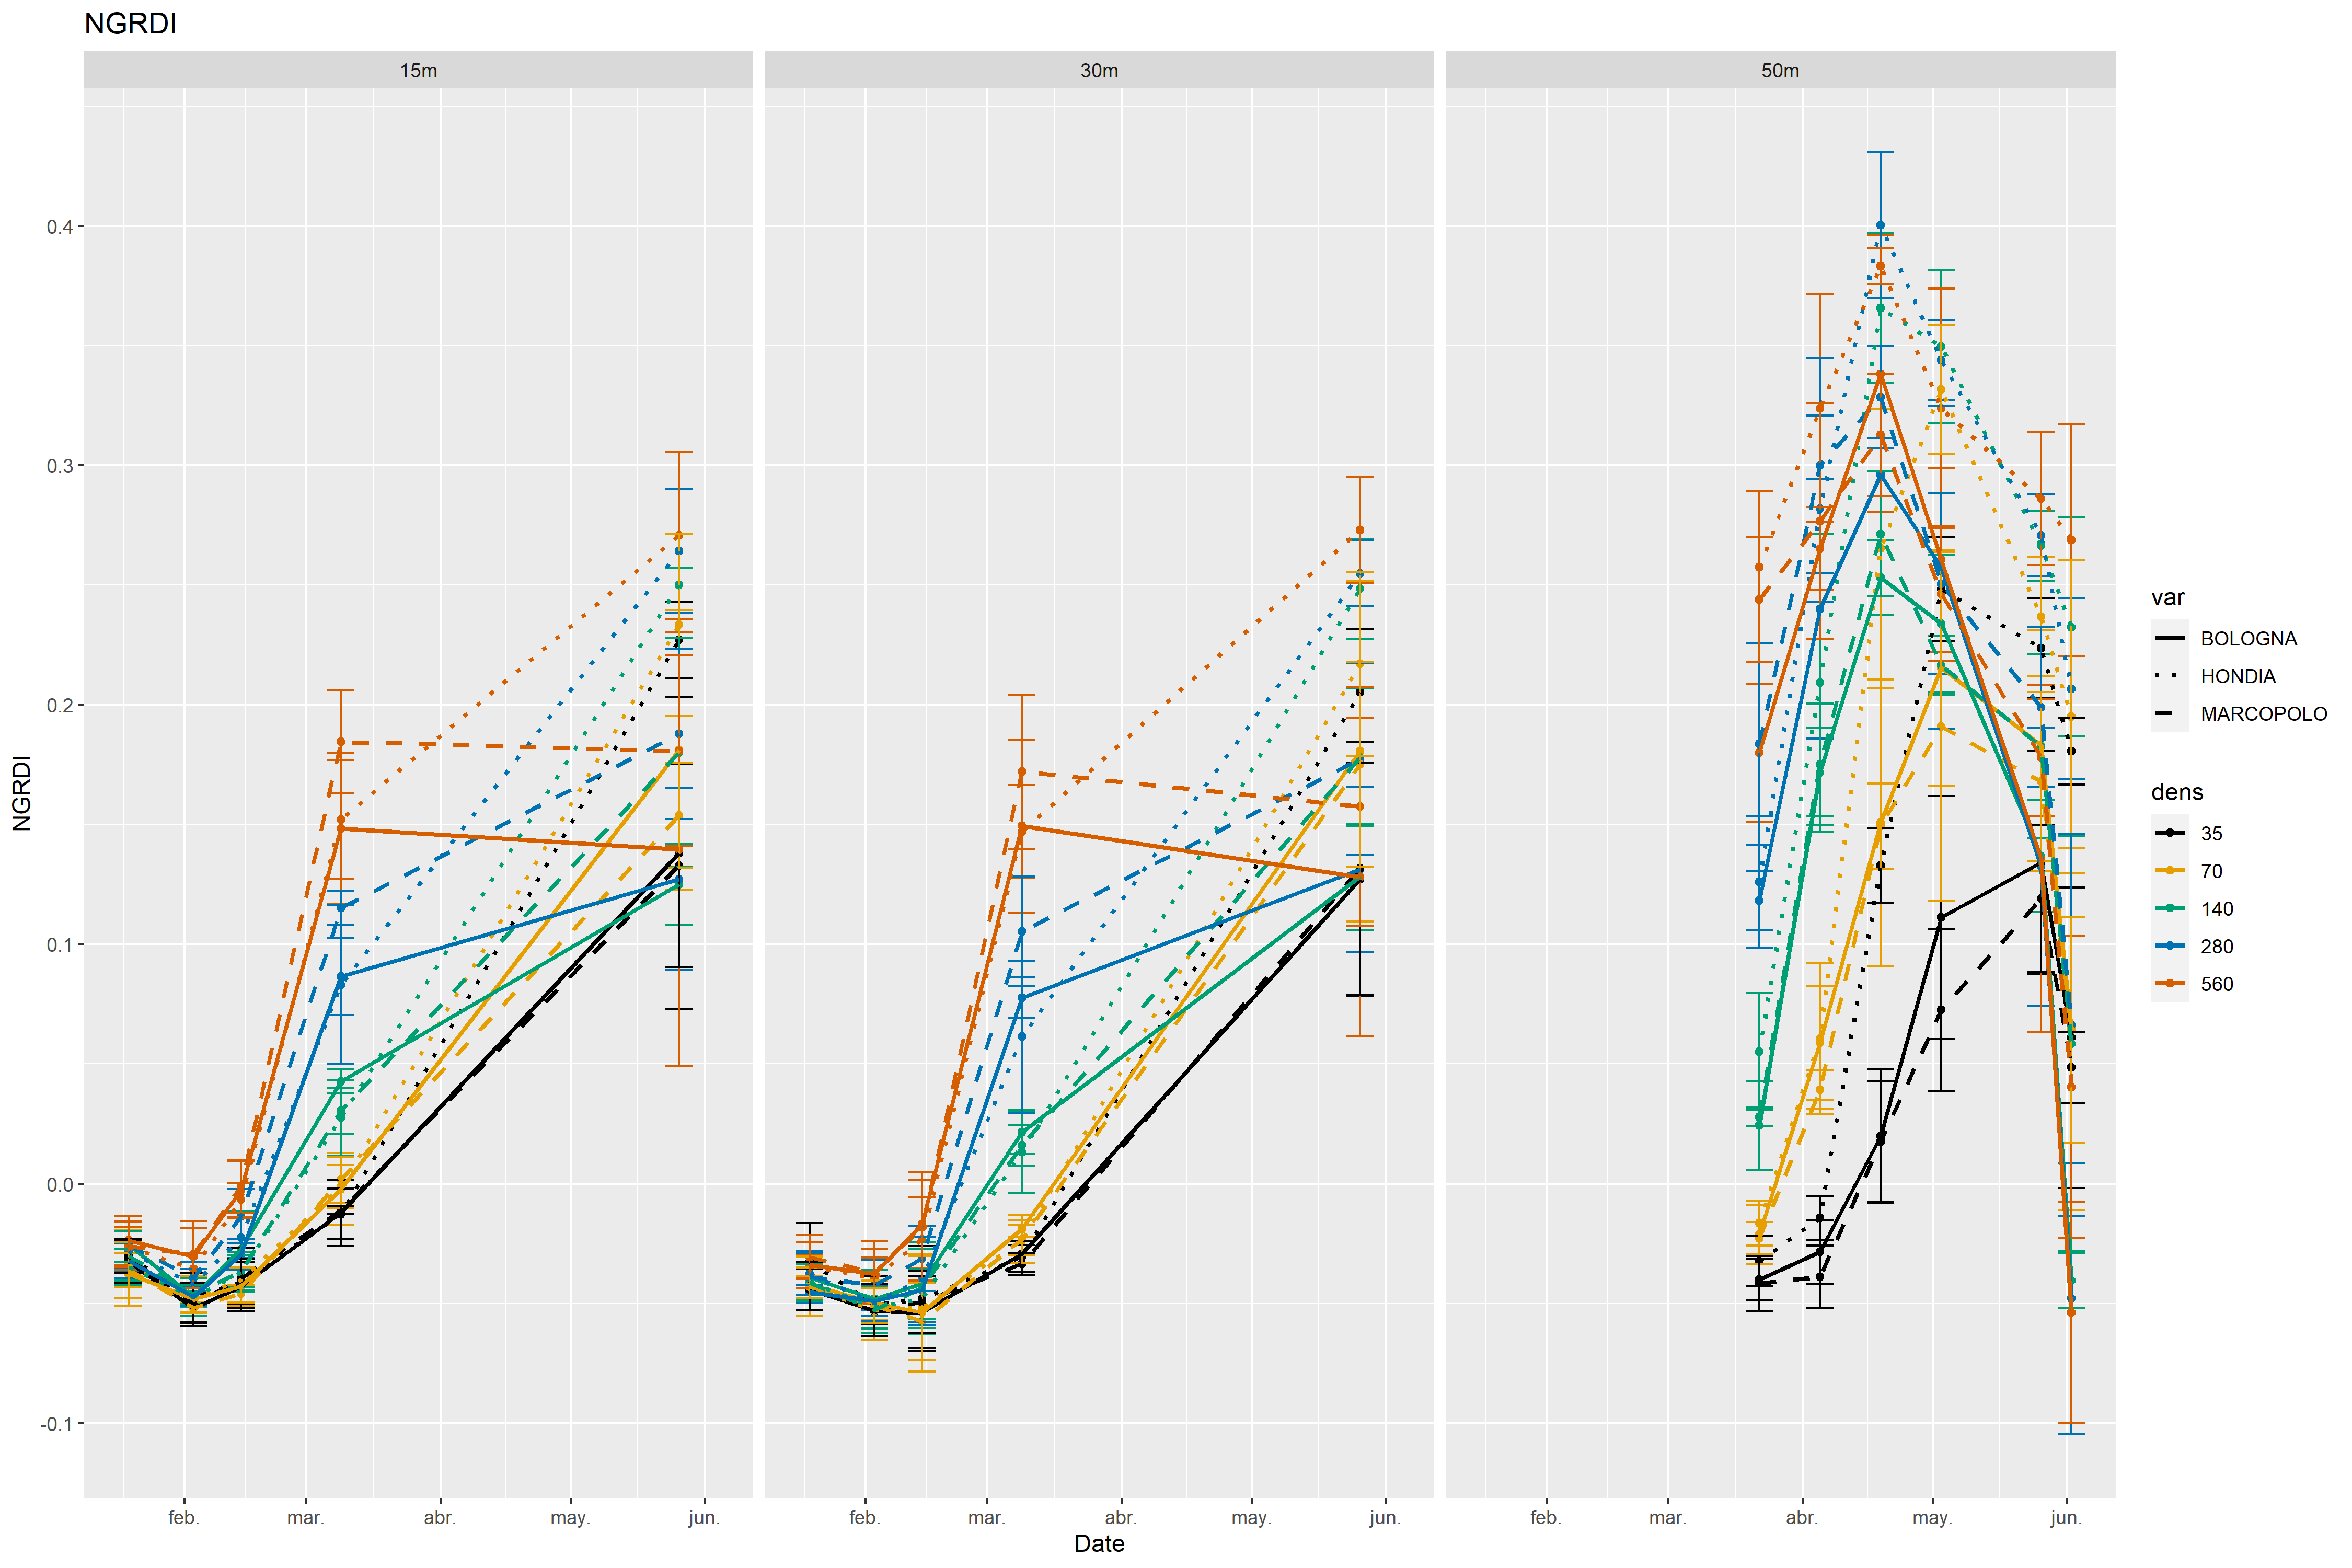 NGRDI
15m
30m
50m
0.4
0.3
0.2
0.1
0.0
-0.1
NGRDI
feb.
mar.
abr.
may.
jun.
feb.
mar.
abr.
may.
jun.
feb.
mar.
abr.
may.
jun.
Date
var
BOLOGNA
HONDIA
MARCOPOLO
dens
35
70
140
280
560